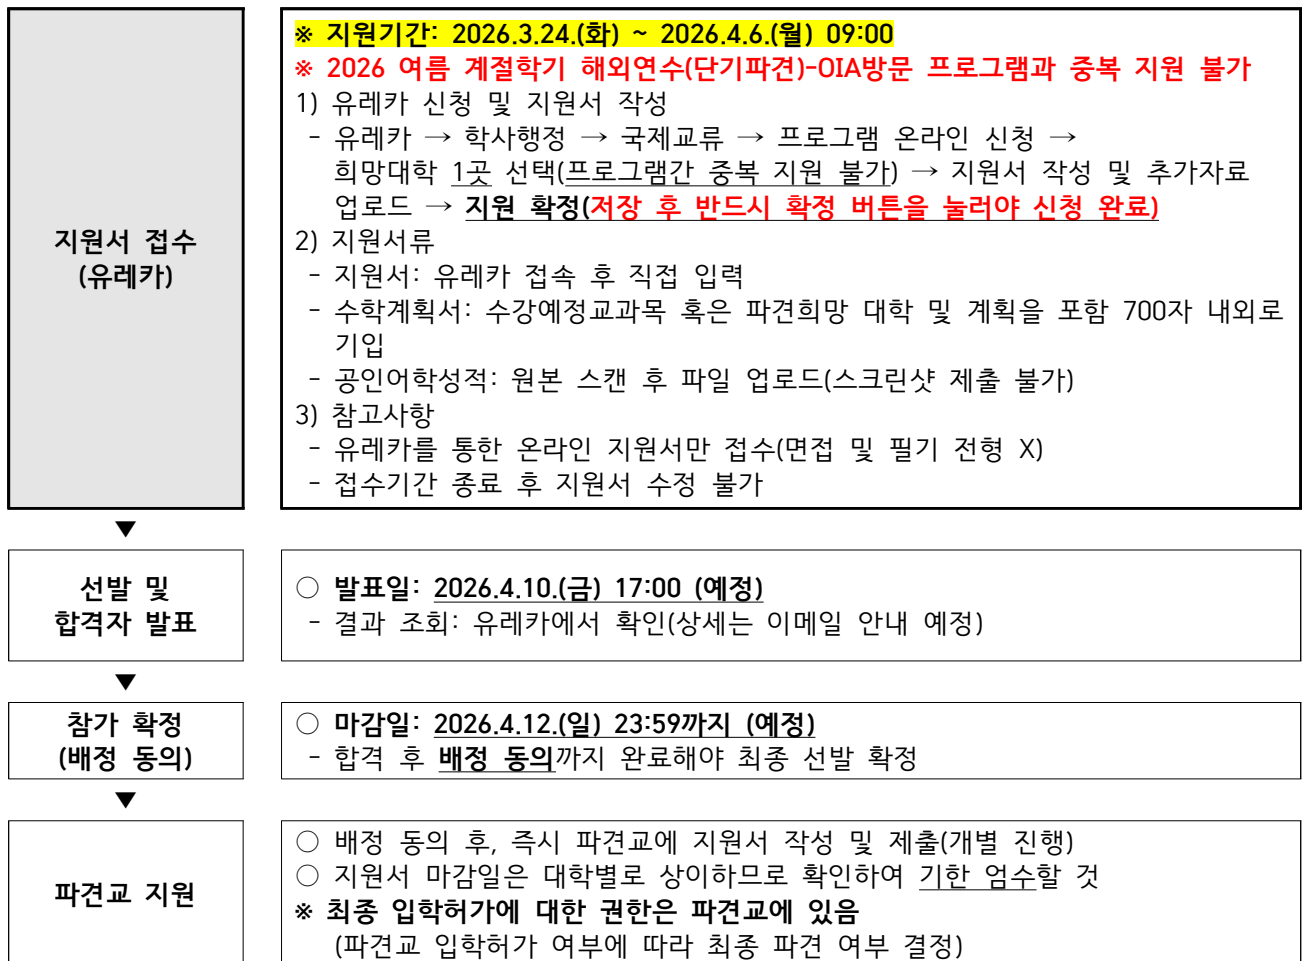 지원서 접수
(유레카)
※ 지원기간: 2026.3.24.(화) ~ 2026.4.6.(월) 09:00
※ 2026 여름 계절학기 해외연수(단기파견)-OIA방문 프로그램과 중복 지원 불가
1) 유레카 신청 및 지원서 작성
- 유레카 → 학사행정 → 국제교류 → 프로그램 온라인 신청 →
희망대학 1곳 선택(프로그램간 중복 지원 불가) → 지원서 작성 및 추가자료
업로드 → 지원 확정(저장 후 반드시 확정 버튼을 눌러야 신청 완료)
2) 지원서류
- 지원서: 유레카 접속 후 직접 입력
- 수학계획서: 수강예정교과목 혹은 파견희망 대학 및 계획을 포함 700자 내외로
기입
- 공인어학성적: 원본 스캔 후 파일 업로드(스크린샷 제출 불가)
3) 참고사항
- 유레카를 통한 온라인 지원서만 접수(면접 및 필기 전형 X)
- 접수기간 종료 후 지원서 수정 불가
▼
선발 및
합격자 발표
○ 발표일: 2026.4.10.(금) 17:00 (예정)
- 결과 조회: 유레카에서 확인(상세는 이메일 안내 예정)
▼
참가 확정
(배정 동의)
○ 마감일: 2026.4.12.(일) 23:59까지 (예정)
- 합격 후 배정 동의까지 완료해야 최종 선발 확정
▼
파견교 지원
○ 배정 동의 후, 즉시 파견교에 지원서 작성 및 제출(개별 진행)
○ 지원서 마감일은 대학별로 상이하므로 확인하여 기한 엄수할 것
※ 최종 입학허가에 대한 권한은 파견교에 있음
(파견교 입학허가 여부에 따라 최종 파견 여부 결정)